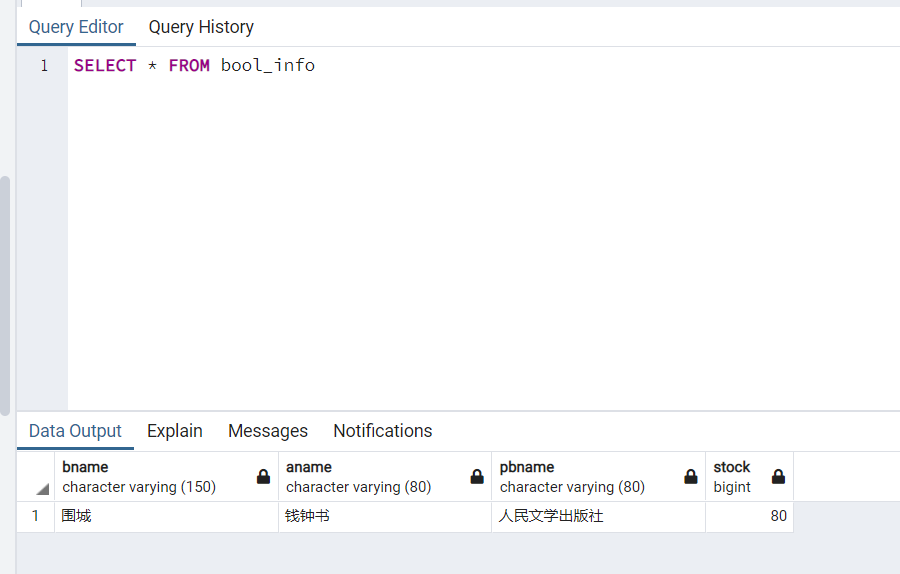 Query Editor Query History
1 SELECT * FROM bool_info
Data Output Explain Messages Notifications
bname aname pbname stock
character varying (150) character varying (80) character varying (80) bigint
1 围城 钱钟书 人民文学出版社 80